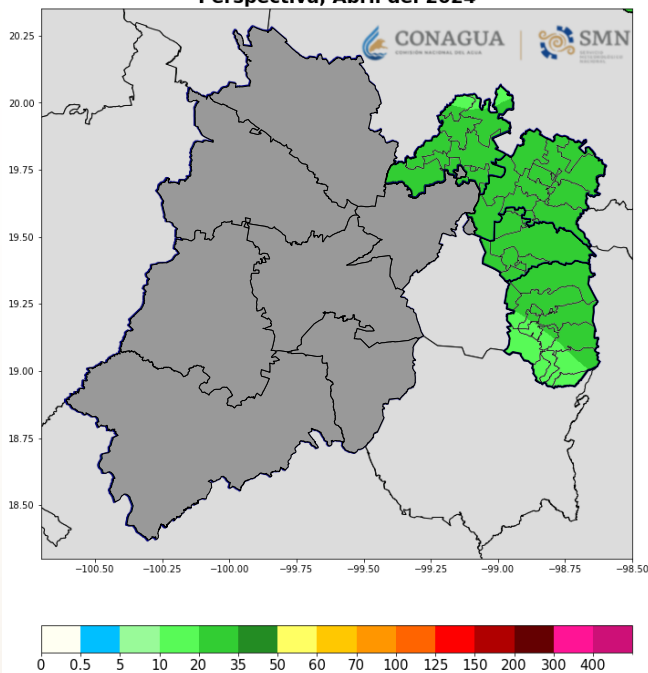 Perspectiva, Abril del 2024
CONAGUA
COMISIÓN NACIONAL DEL AGUA
SMN
20.25
20.00
19.75
19.50
19.25
19.00
18.75
18.50
−100.50 −100.25 −100.00 −99.75 −99.50 −99.25 −99.00 −98.75 −98.50
0 0.5 5 10 20 35 50 60 70 100 125 150 200 300 400